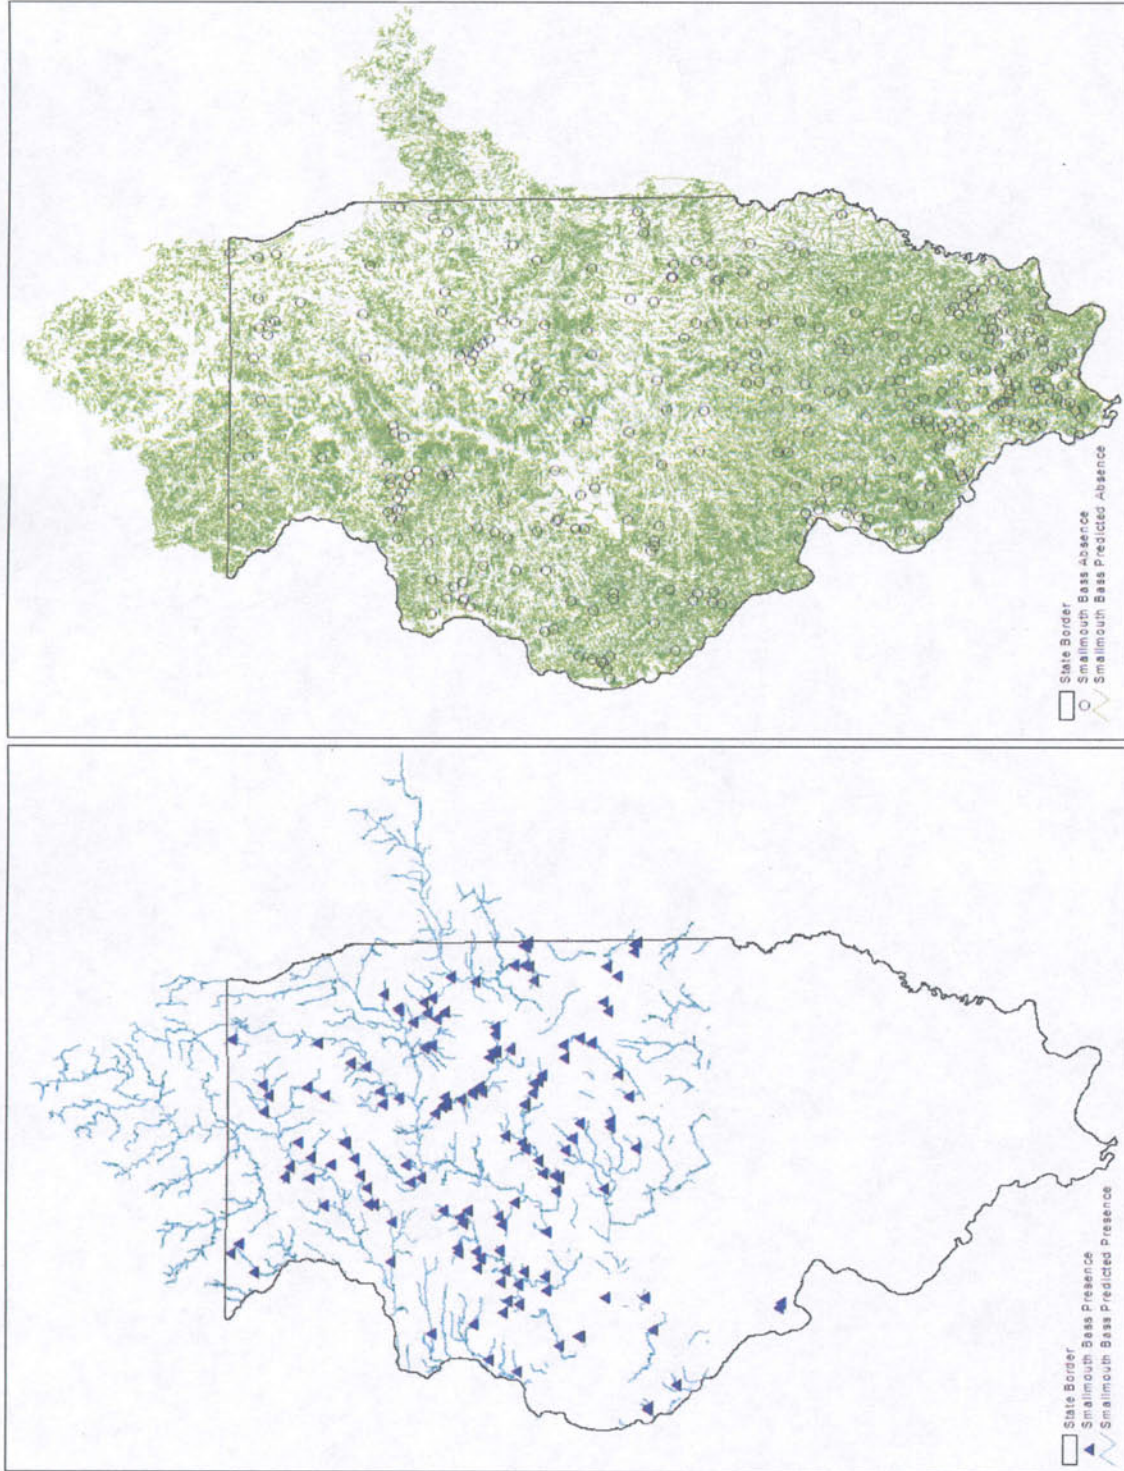 State Border
Smallmouth Bass Presence
Smallmouth Bass Predicted Presence
State Border
Smallmouth Bass Absence
Smallmouth Bass Predicted Absence